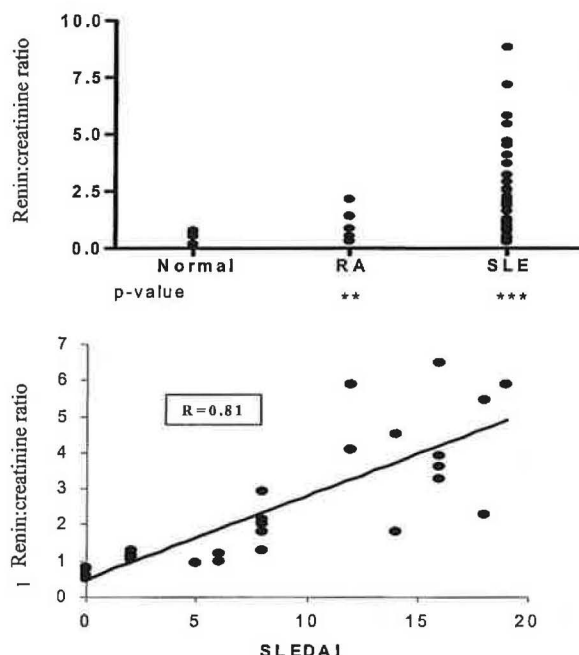 Renin:creatinine ratio
10.0
7.5
5.0
2.5
0.0
Normal RA SLE
p-value ** ***
Renin:creatinine ratio
7
6
5
4
3
2
1
0
R=0.81
0 5 10 15 20
SLEDAI